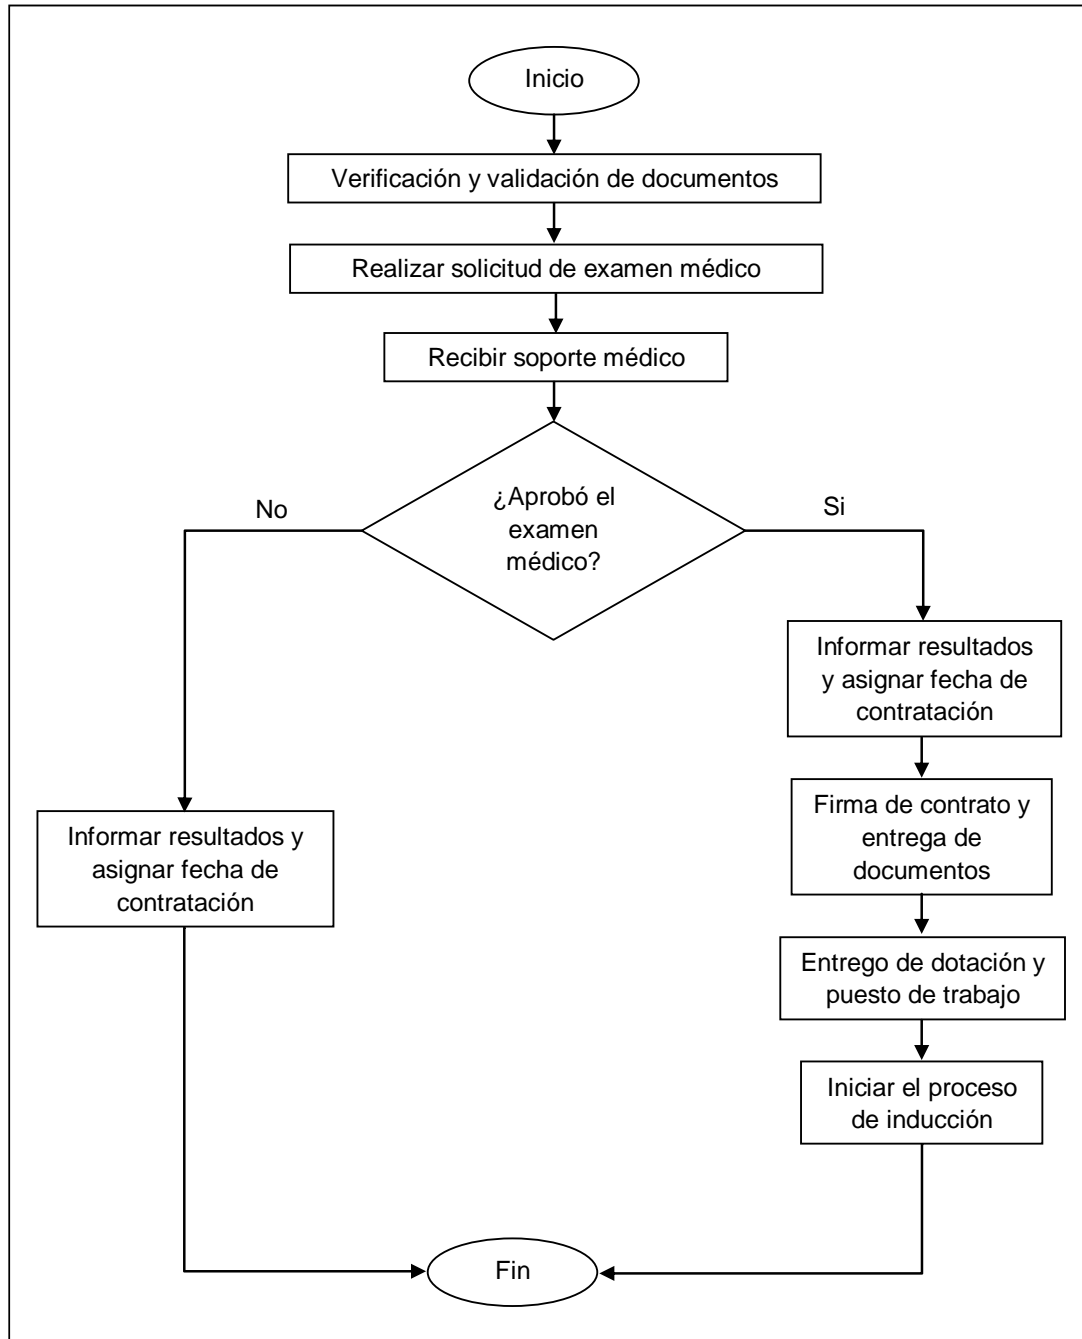 Inicio
Verificación y validación de documentos
Realizar solicitud de examen médico
Recibir soporte médico
¿Aprobó el
examen
médico?
No
Si
Informar resultados
y asignar fecha de
contratación
Firma de contrato y
entrega de
documentos
Informar resultados y
asignar fecha de
contratación
Entrego de dotación y
puesto de trabajo
Iniciar el proceso
de inducción
Fin